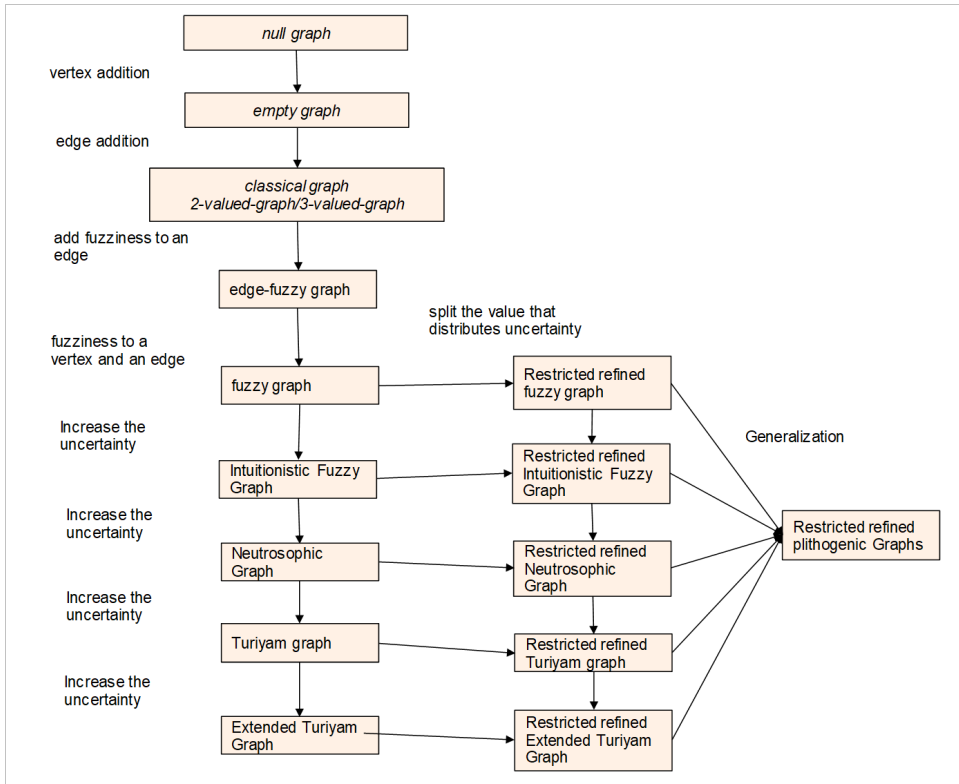 null graph
vertex addition
empty graph
edge addition
classical graph
2-valued-graph/3-valued-graph
add fuzziness to an
edge
edge-fuzzy graph
split the value that
distributes uncertainty
fuzziness to a
vertex and an edge
fuzzy graph
Restricted refined
fuzzy graph
Increase the
uncertainty
Generalization
Intuitionistic Fuzzy
Graph
Restricted refined
Intuitionistic Fuzzy
Graph
Increase the
uncertainty
Restricted refined
plithogenic Graphs
Neutrosophic
Graph
Restricted refined
Neutrosophic
Graph
Increase the
uncertainty
Turiyam graph
Restricted refined
Turiyam graph
Increase the
uncertainty
Extended Turiyam
Graph
Restricted refined
Extended Turiyam
Graph